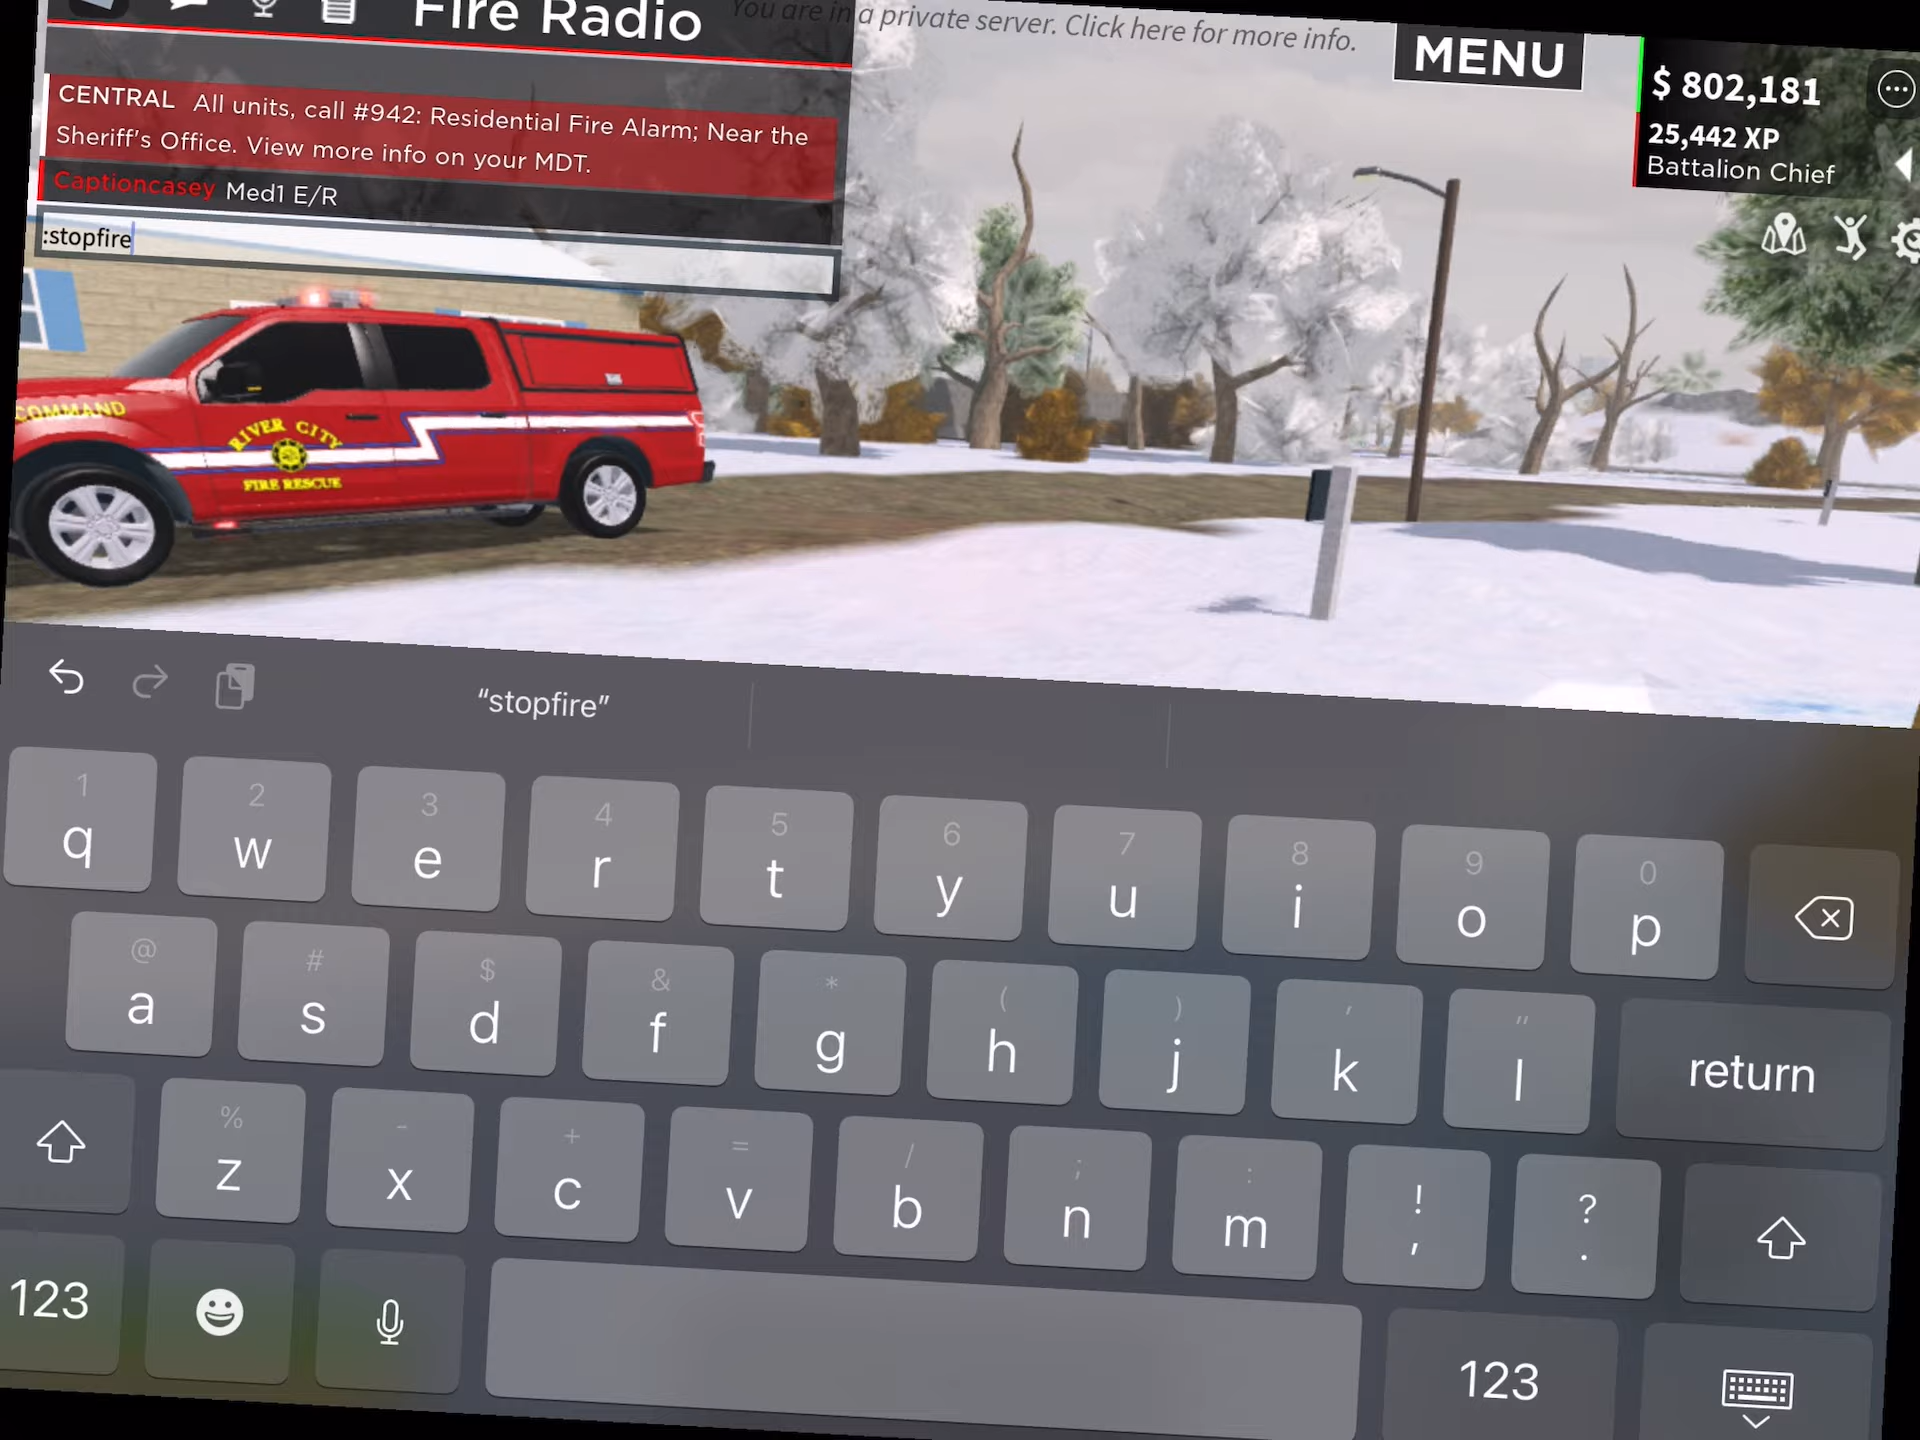 Fire Radio
You are in a private server. Click here for more info.
MENU
$ 802,181
25,442 XP
Battalion Chief
CENTRAL All units, call #942: Residential Fire Alarm; Near the
Sheriff's Office. View more info on your MDT.
Captioncasey Med1 E/R
:stopfire
COMMAND
RIVER CITY
FIRE RESCUE
“stopfire”
1 2 3 4 5 6 7 8 9 0
q w e r t y u i o p
@ # $ & * ( ) ' "
a s d f g h j k l return
% - + = / ; : ! ?
z x c v b n m , .
123 123